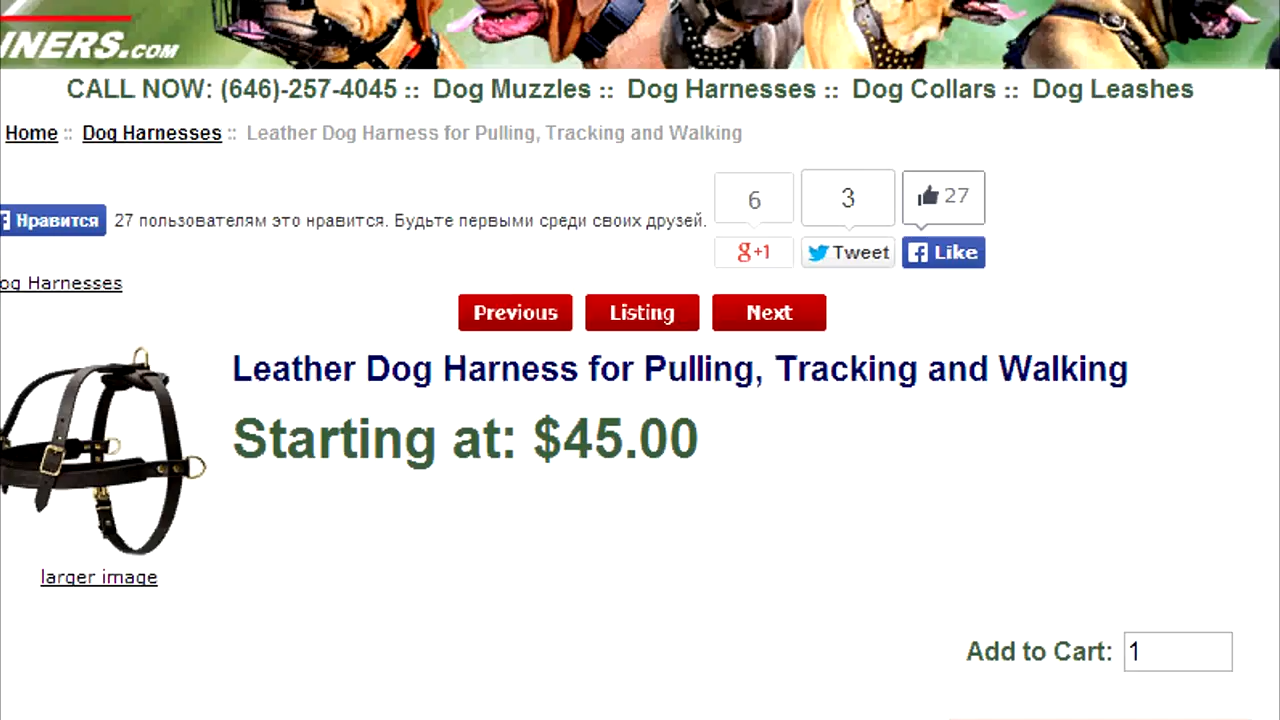 INERS.COM
CALL NOW: (646)-257-4045 :: Dog Muzzles :: Dog Harnesses :: Dog Collars :: Dog Leashes
Home :: Dog Harnesses :: Leather Dog Harness for Pulling, Tracking and Walking
6 3 27
Нравится 27 пользователям это нравится. Будьте первыми среди своих друзей.
g+1 Tweet Like
og Harnesses
Previous Listing Next
Leather Dog Harness for Pulling, Tracking and Walking
Starting at: $45.00
larger image
Add to Cart: 1